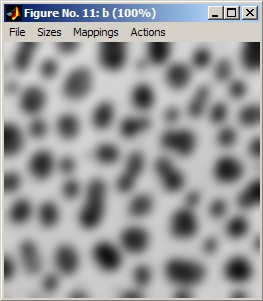 Figure No. 11: b (100%)
File Sizes Mappings Actions